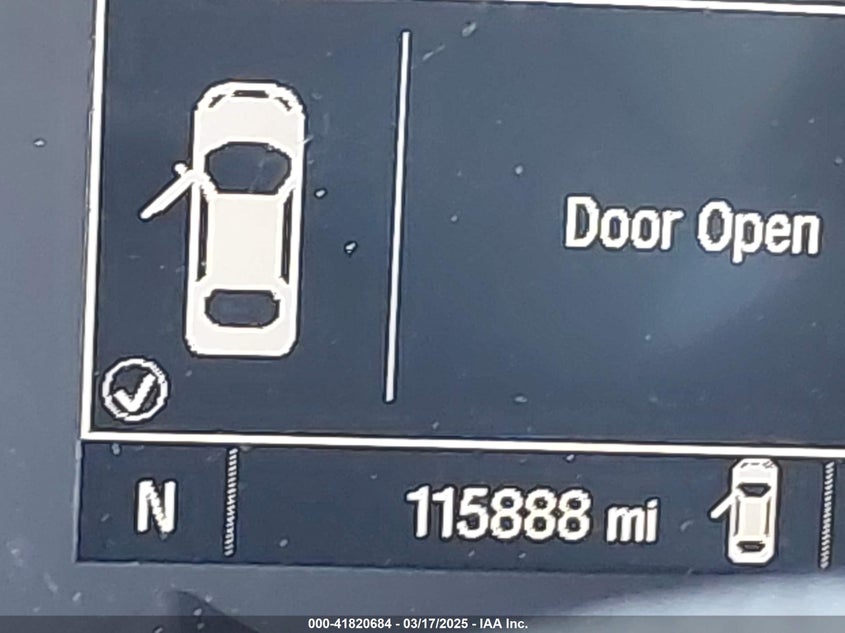 Door Open
N
115888 mi
000-41820684 - 03/17/2025 - IAA Inc.